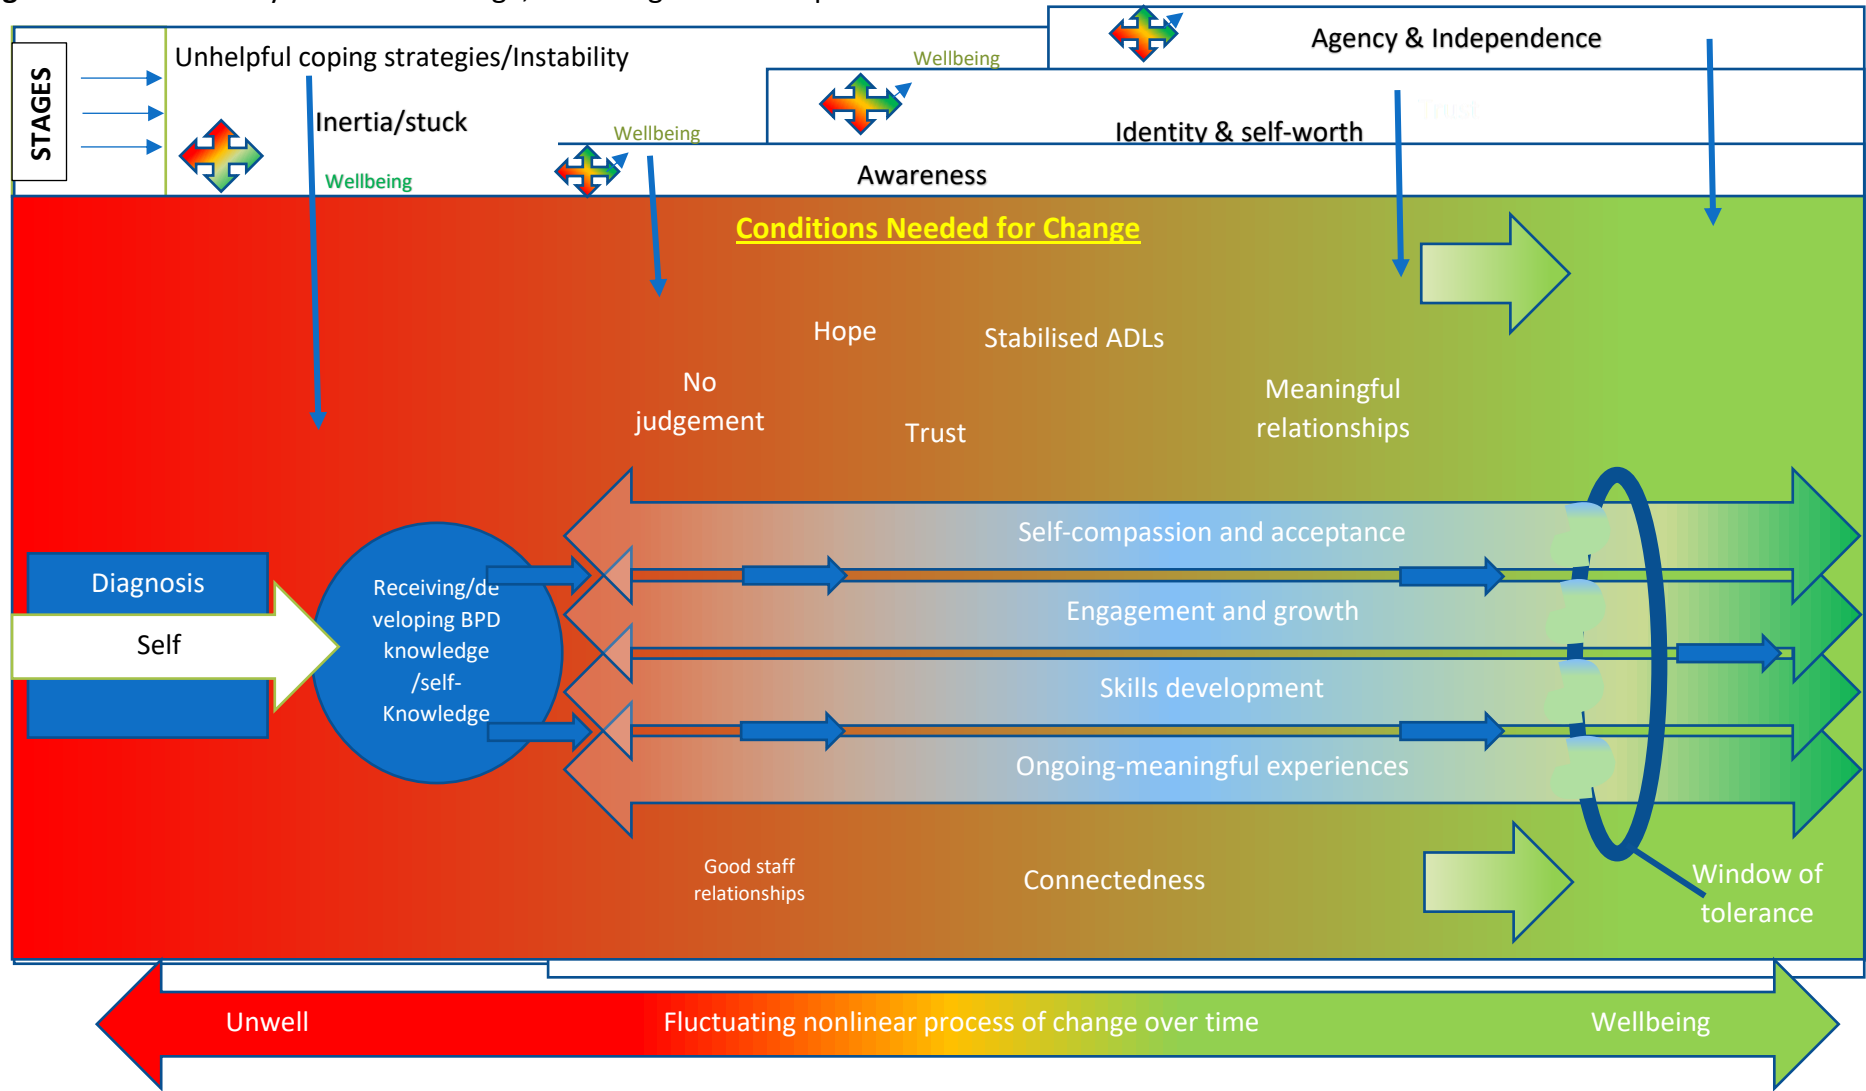 STAGES
Unhelpful coping strategies/Instability
Inertia/stuck
Wellbeing
Wellbeing
Awareness
Wellbeing
Identity & self-worth
Trust
Agency & Independence
Conditions Needed for Change
Hope
Stabilised ADLs
No
judgement
Trust
Meaningful
relationships
Diagnosis
Self
Receiving/de
veloping BPD
knowledge
/self-
Knowledge
Self-compassion and acceptance
Engagement and growth
Skills development
Ongoing-meaningful experiences
Good staff
relationships
Connectedness
Window of
tolerance
Unwell
Fluctuating nonlinear process of change over time
Wellbeing